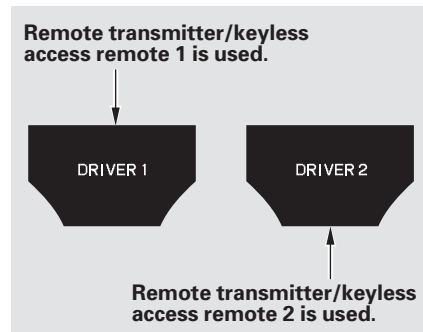 Remote transmitter/keyless
access remote 1 is used.
DRIVER 1
DRIVER 2
Remote transmitter/keyless
access remote 2 is used.